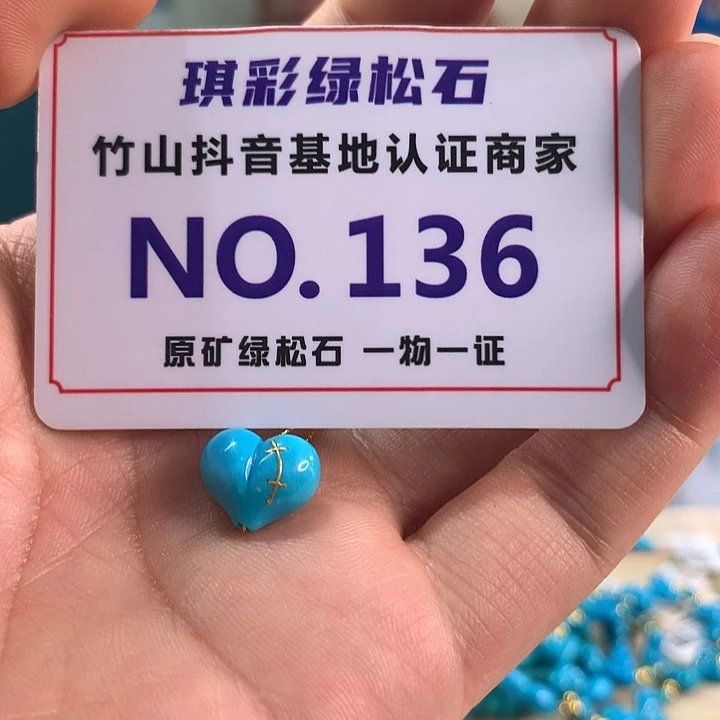 琪彩绿松石
竹山抖音基地认证商家
NO.136
原矿绿松石 一物一证